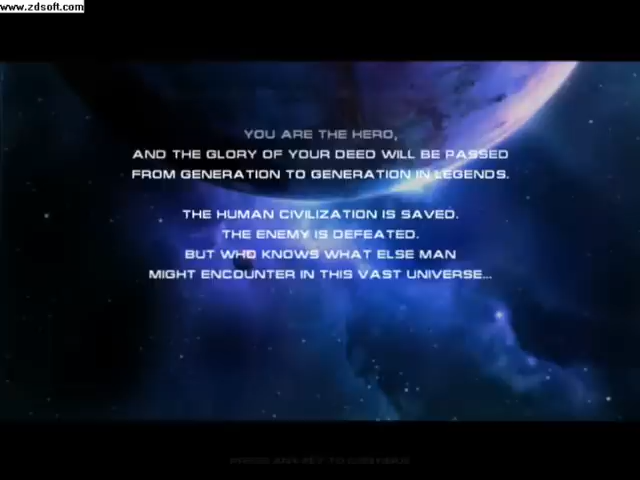 www.zdsoft.com
YOU ARE THE HERO,
AND THE GLORY OF YOUR DEED WILL BE PASSED
FROM GENERATION TO GENERATION IN LEGENDS.
THE HUMAN CIVILIZATION IS SAVED.
THE ENEMY IS DEFEATED.
BUT WHO KNOWS WHAT ELSE MAN
MIGHT ENCOUNTER IN THIS VAST UNIVERSE...